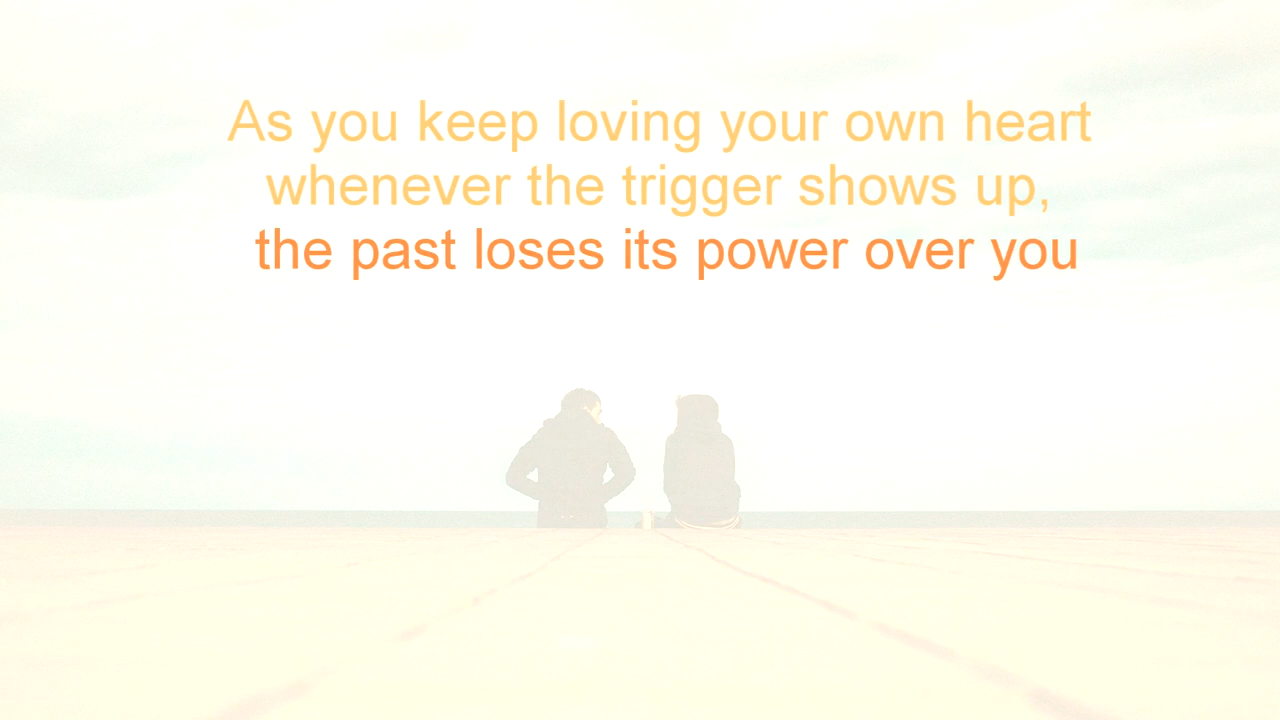 As you keep loving your own heart
whenever the trigger shows up,
the past loses its power over you